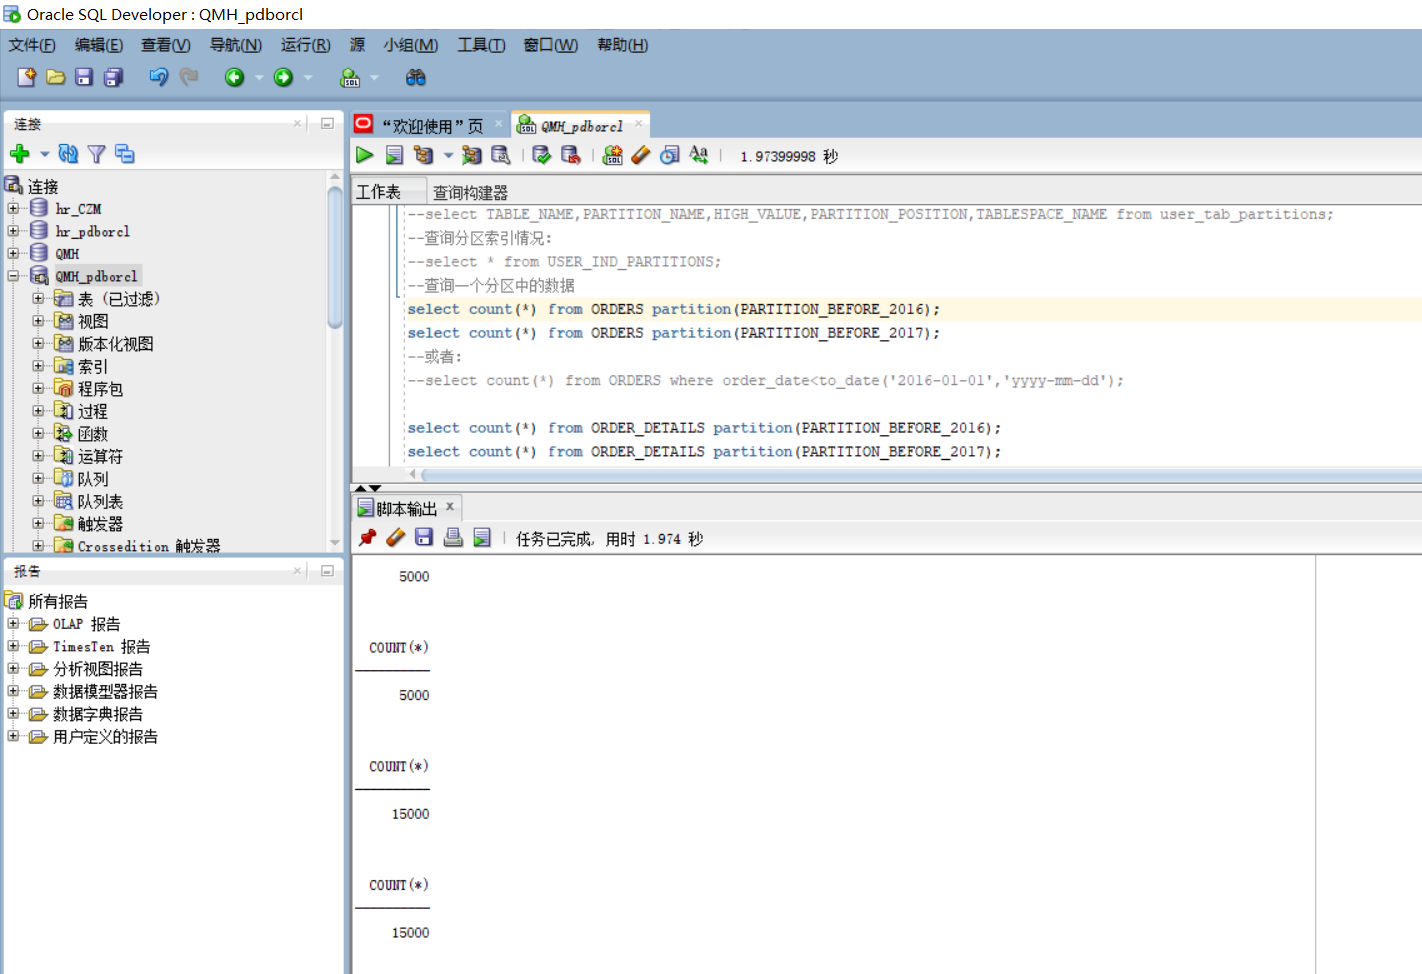 Oracle SQL Developer : QMH_pdborcl
文件(F) 编辑(E) 查看(V) 导航(N) 运行(R) 源 小组(M) 工具(T) 窗口(W) 帮助(H)
连接
连接
hr_CZM
hr_pdborcl
QMH
QMH_pdborcl
表 (已过滤)
视图
版本化视图
索引
程序包
过程
函数
运算符
队列
队列表
触发器
Crossedition 触发器
报告
所有报告
OLAP 报告
TimesTen 报告
分析视图报告
数据模型器报告
数据字典报告
用户定义的报告
“欢迎使用”页 QMH_pdborcl
1.97399998 秒
工作表 查询构建器
--select TABLE_NAME,PARTITION_NAME,HIGH_VALUE,PARTITION_POSITION,TABLESPACE_NAME from user_tab_partitions;
--查询分区索引情况:
--select * from USER_IND_PARTITIONS;
--查询一个分区中的数据
select count(*) from ORDERS partition(PARTITION_BEFORE_2016);
select count(*) from ORDERS partition(PARTITION_BEFORE_2017);
--或者:
--select count(*) from ORDERS where order_date<to_date('2016-01-01','yyyy-mm-dd');
select count(*) from ORDER_DETAILS partition(PARTITION_BEFORE_2016);
select count(*) from ORDER_DETAILS partition(PARTITION_BEFORE_2017);
脚本输出
任务已完成, 用时 1.974 秒
5000
COUNT(*)
5000
COUNT(*)
15000
COUNT(*)
15000